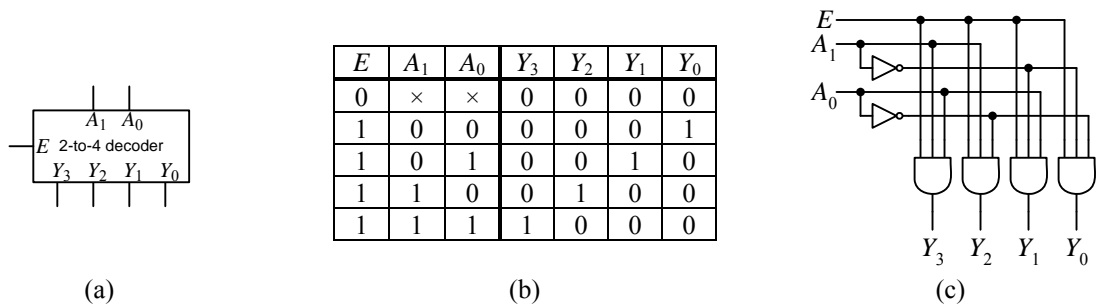 A1 A0
E 2-to-4 decoder
Y3 Y2 Y1 Y0
(a)
E A1 A0 Y3 Y2 Y1 Y0
0 × × 0 0 0 0
1 0 0 0 0 0 1
1 0 1 0 0 1 0
1 1 0 0 1 0 0
1 1 1 1 0 0 0
(b)
E
A1
A0
Y3 Y2 Y1 Y0
(c)